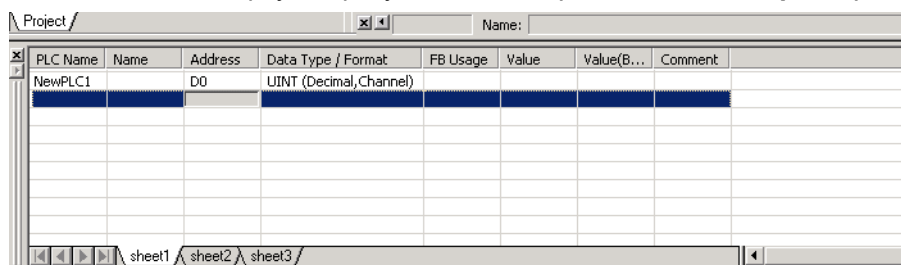 Project
Name:
PLC Name Name Address Data Type / Format FB Usage Value Value(B... Comment
NewPLC1 D0 UINT (Decimal,Channel)
sheet1 sheet2 sheet3